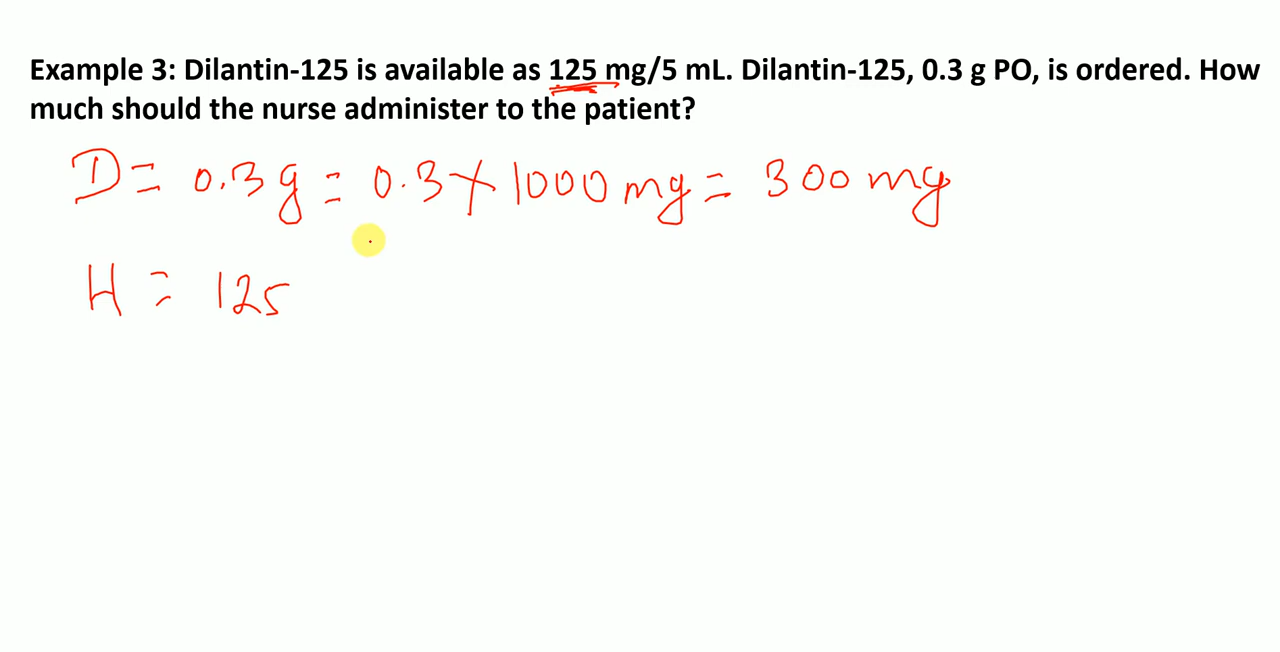 Example 3: Dilantin-125 is available as 125 mg/5 mL. Dilantin-125, 0.3 g PO, is ordered. How
much should the nurse administer to the patient?
D = 0.3 g = 0.3 × 1000 mg = 300 mg
H = 125